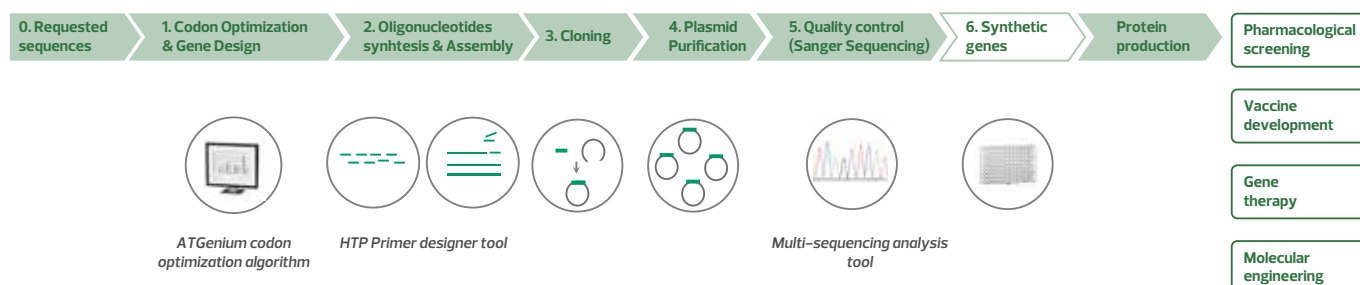 0. Requested
sequences
1. Codon Optimization
& Gene Design
2. Oligonucleotides
synhtesis & Assembly
3. Cloning
4. Plasmid
Purification
5. Quality control
(Sanger Sequencing)
6. Synthetic
genes
Protein
production
Pharmacological
screening
Vaccine
development
Gene
therapy
Molecular
engineering
ATGenium codon
optimization algorithm
HTP Primer designer tool
Multi-sequencing analysis
tool